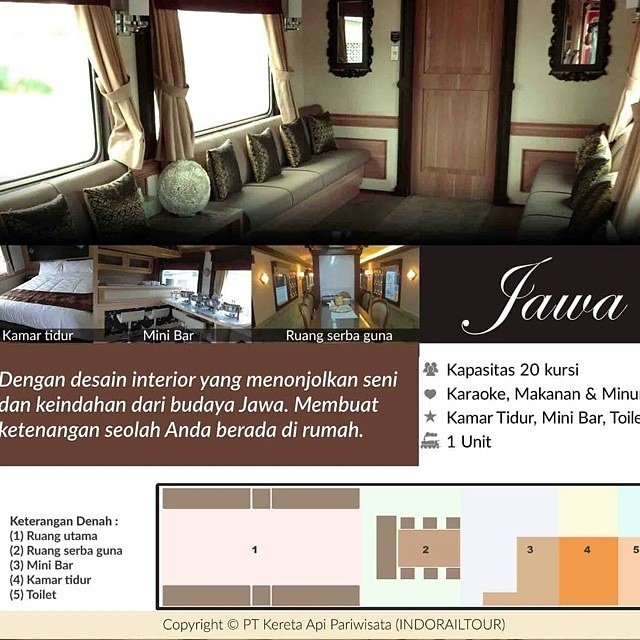 Kamar tidur
Mini Bar
Ruang serba guna
Jawa
Dengan desain interior yang menonjolkan seni
dan keindahan dari budaya Jawa. Membuat
ketenangan seolah Anda berada di rumah.
Kapasitas 20 kursi
Karaoke, Makanan &
Kamar Tidur, Mini Bar,
1 Unit
Keterangan Denah :
(1) Ruang utama
(2) Ruang serba guna
(3) Mini Bar
(4) Kamar tidur
(5) Toilet
1
2
3
4
5
Copyright © PT Kereta Api Pariwisata (INDORAILTOUR)